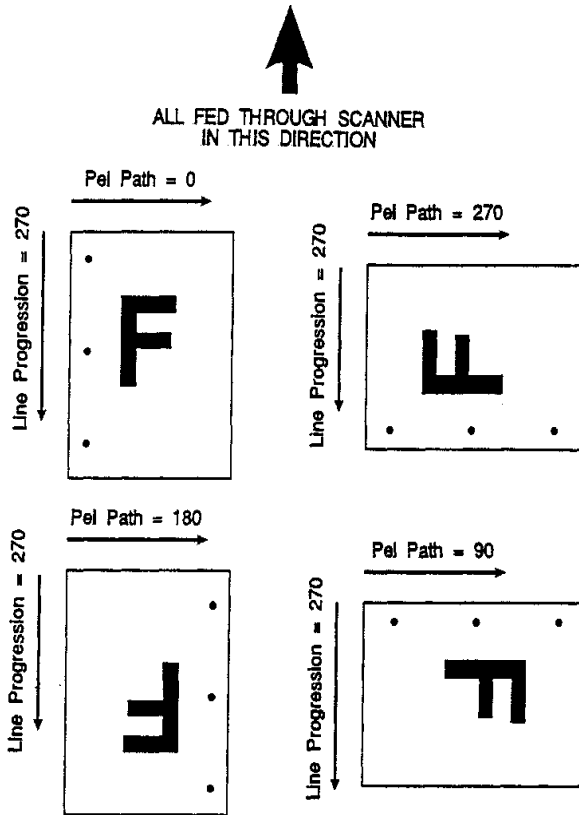 ALL FED THROUGH SCANNER
IN THIS DIRECTION
Pel Path = 0
Line Progression = 270
F
Pel Path = 270
Line Progression = 270
F
Pel Path = 180
Line Progression = 270
F
Pel Path = 90
Line Progression = 270
F